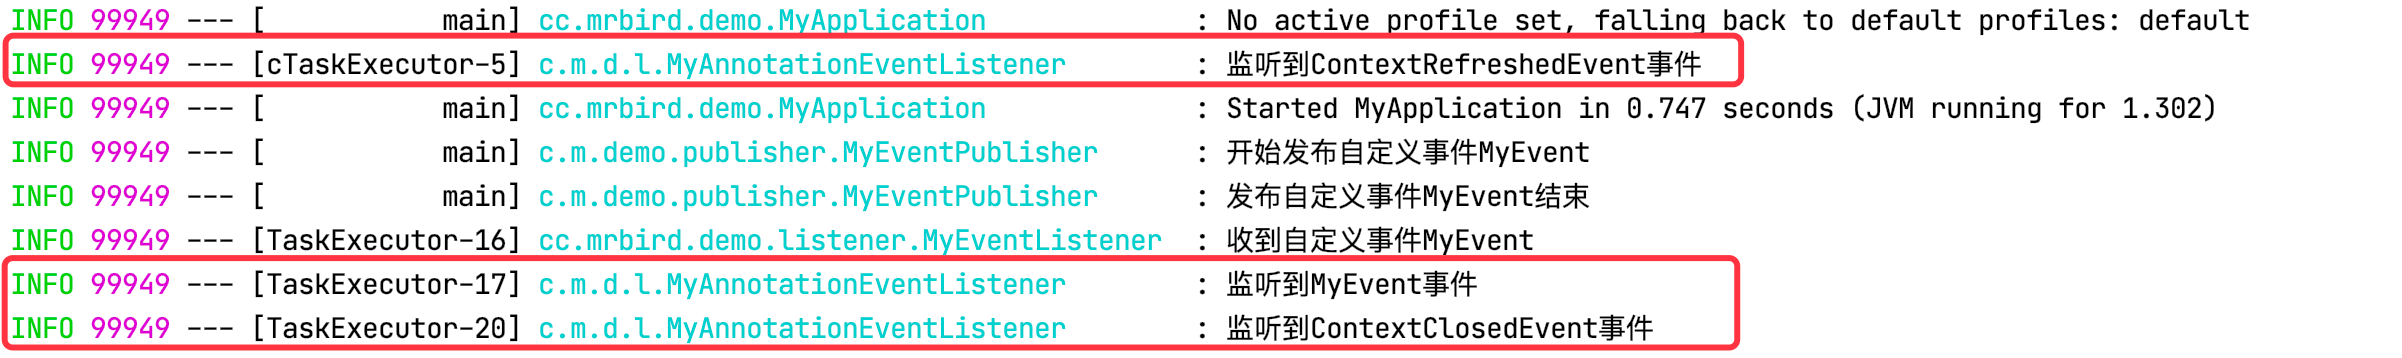 INFO 99949 --- [           main] cc.mrbird.demo.MyApplication             : No active profile set, falling back to default profiles: default
INFO 99949 --- [cTaskExecutor-5] c.m.d.l.MyAnnotationEventListener        : 监听到ContextRefreshedEvent事件
INFO 99949 --- [           main] cc.mrbird.demo.MyApplication             : Started MyApplication in 0.747 seconds (JVM running for 1.302)
INFO 99949 --- [           main] c.m.demo.publisher.MyEventPublisher      : 开始发布自定义事件MyEvent
INFO 99949 --- [           main] c.m.demo.publisher.MyEventPublisher      : 发布自定义事件MyEvent结束
INFO 99949 --- [TaskExecutor-16] cc.mrbird.demo.listener.MyEventListener  : 收到自定义事件MyEvent
INFO 99949 --- [TaskExecutor-17] c.m.d.l.MyAnnotationEventListener        : 监听到MyEvent事件
INFO 99949 --- [TaskExecutor-20] c.m.d.l.MyAnnotationEventListener        : 监听到ContextClosedEvent事件